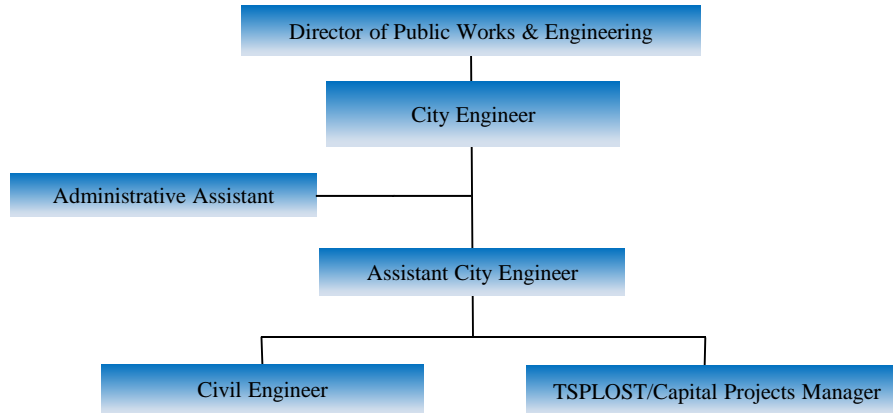 Director of Public Works & Engineering
City Engineer
Administrative Assistant
Assistant City Engineer
Civil Engineer
TSPLOST/Capital Projects Manager